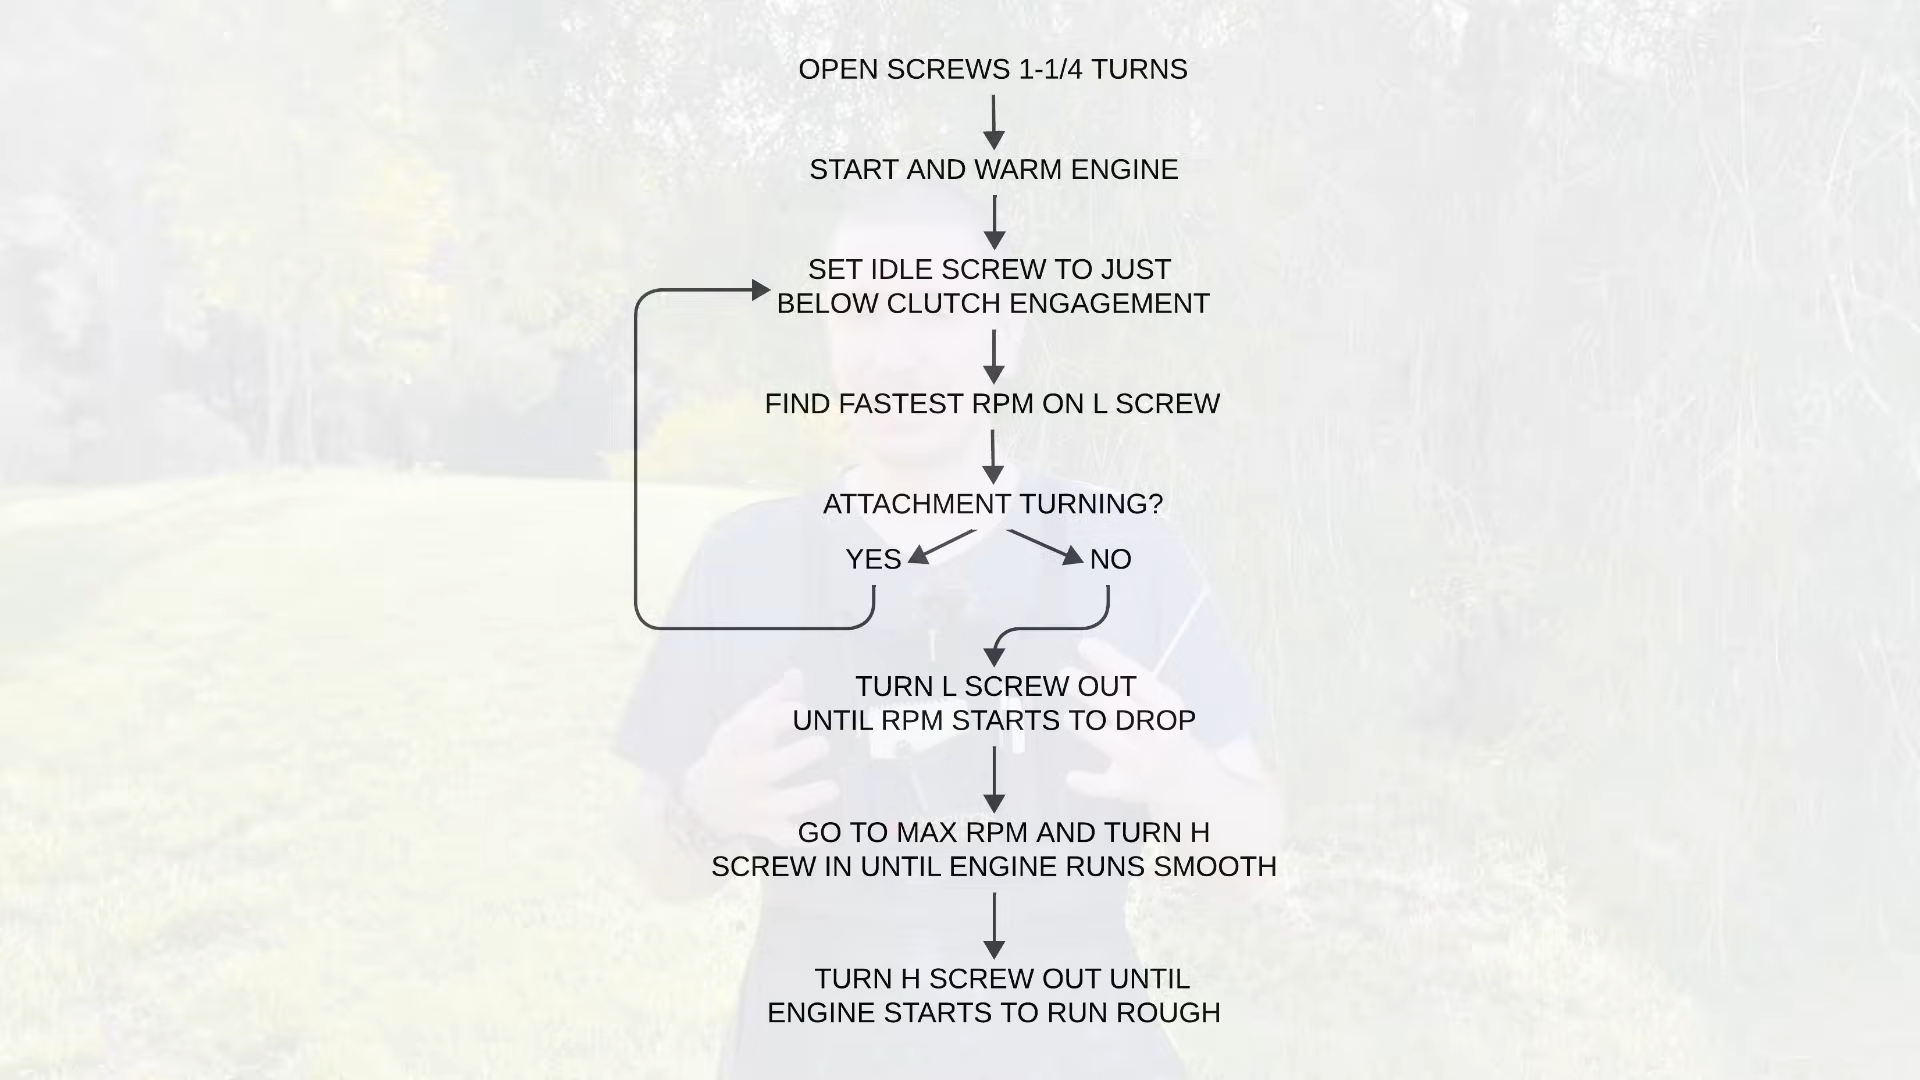 OPEN SCREWS 1-1/4 TURNS
START AND WARM ENGINE
SET IDLE SCREW TO JUST
BELOW CLUTCH ENGAGEMENT
FIND FASTEST RPM ON L SCREW
ATTACHMENT TURNING?
YES NO
TURN L SCREW OUT
UNTIL RPM STARTS TO DROP
GO TO MAX RPM AND TURN H
SCREW IN UNTIL ENGINE RUNS SMOOTH
TURN H SCREW OUT UNTIL
ENGINE STARTS TO RUN ROUGH